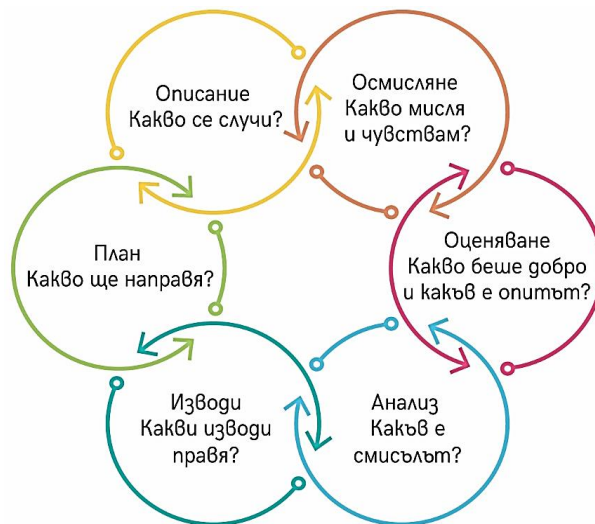 Описание
Какво се случи?
Осмисляне
Какво мисля
и чувствам?
Оценяване
Какво беше добро
и какъв е опитът?
Анализ
Какъв е
смисълът?
Изводи
Какви изводи
правя?
План
Какво ще направя?